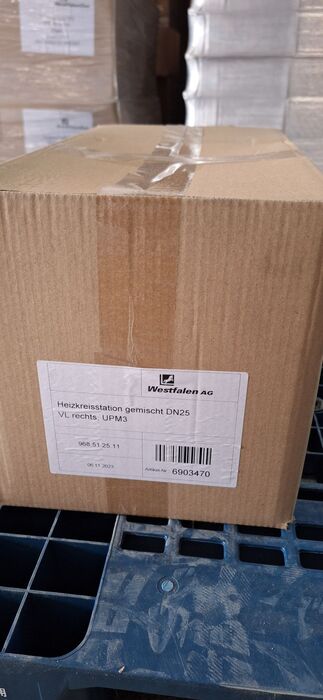 Westfalen AG
Heizkreisstation gemischt DN25
VL rechts, UPM3
968.51.25.11
06.11.2023
Artikel-Nr. 6903470